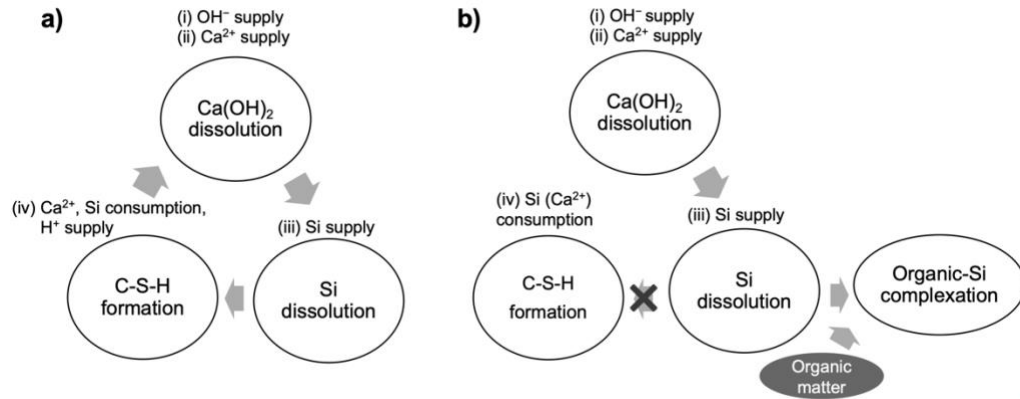 a)
(i) OH⁻ supply
(ii) Ca²⁺ supply
Ca(OH)₂
dissolution
(iv) Ca²⁺, Si consumption,
H⁺ supply
(iii) Si supply
C-S-H
formation
Si
dissolution
b)
(i) OH⁻ supply
(ii) Ca²⁺ supply
Ca(OH)₂
dissolution
(iv) Si (Ca²⁺)
consumption
(iii) Si supply
C-S-H
formation
Si
dissolution
Organic-Si
complexation
Organic
matter